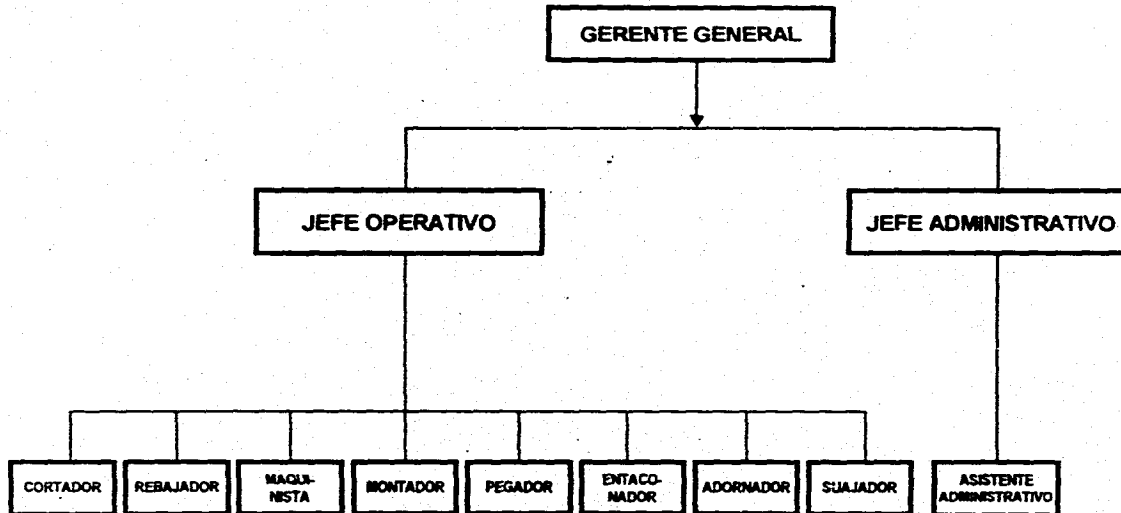 GERENTE GENERAL
JEFE OPERATIVO
JEFE ADMINISTRATIVO
CORTADOR
REBAJADOR
MAQUI-
NISTA
MONTADOR
PEGADOR
ENTACO-
NADOR
ADORNADOR
SUAJADOR
ASISTENTE
ADMINISTRATIVO